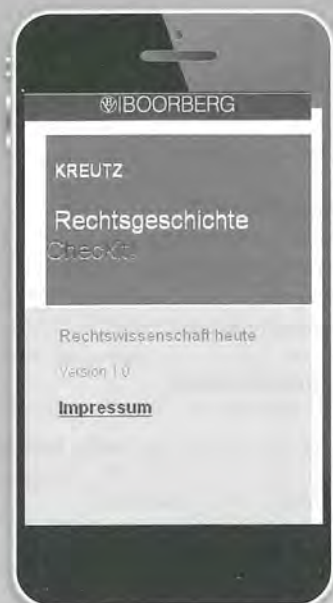 BOORBERG
KREUTZ
Rechtsgeschichte
CheckIt!
Rechtswissenschaft heute
Version 1.0
Impressum